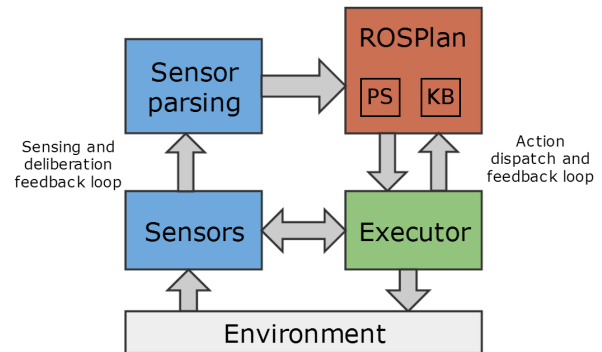 ROSPlan
PS
KB
Sensor
parsing
Sensing and
deliberation
feedback loop
Action
dispatch and
feedback loop
Sensors
Executor
Environment